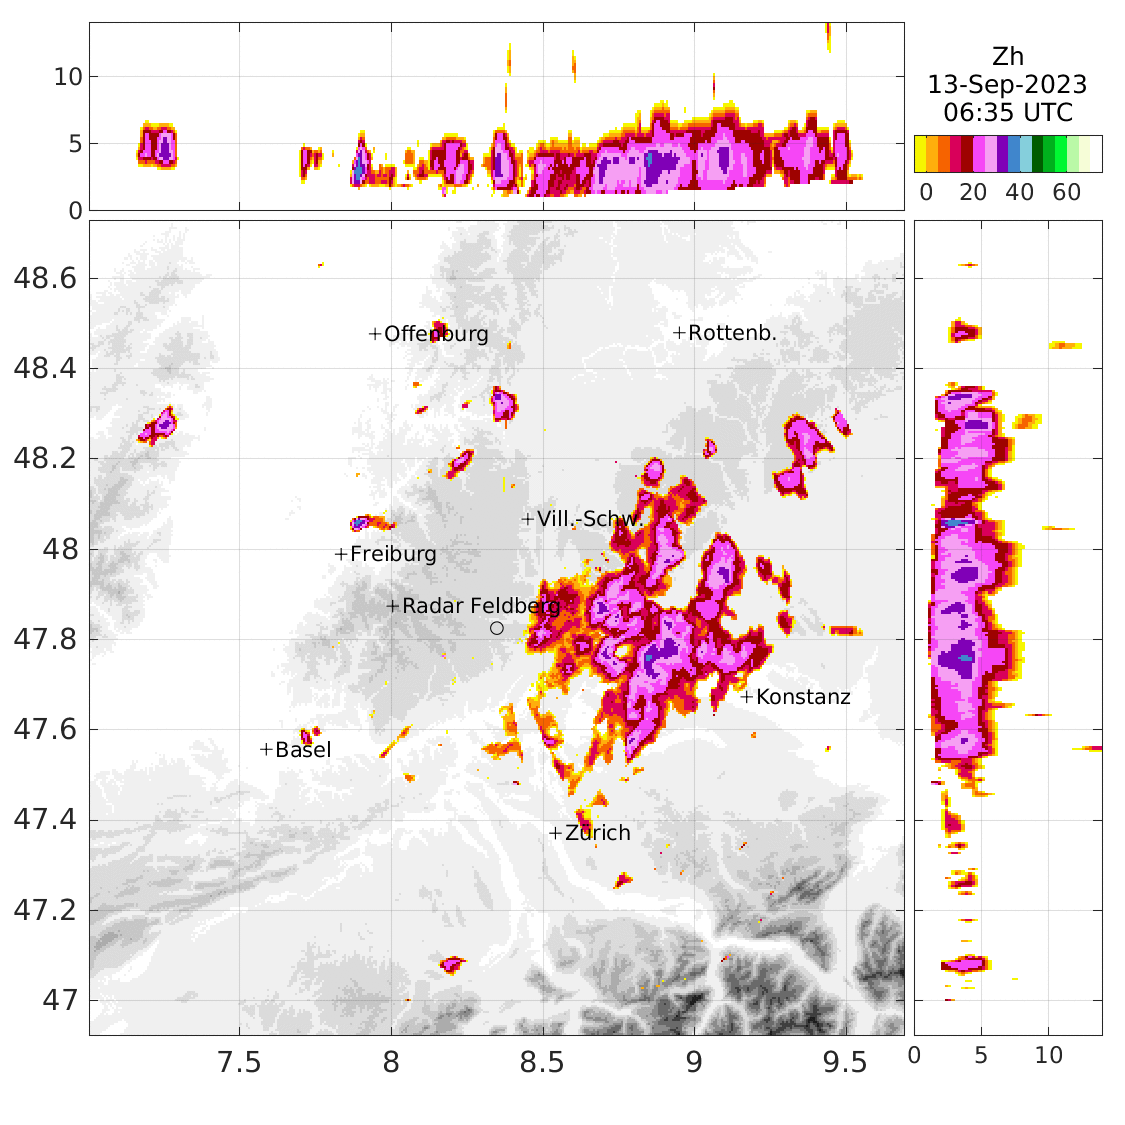 Zh
13-Sep-2023
06:35 UTC
0 20 40 60
10
5
0
48.6
48.4
48.2
48
47.8
47.6
47.4
47.2
47
+Offenburg
+Rottenb.
+Vill.-Schw.
+Freiburg
+Radar Feldberg
+Konstanz
+Basel
+Zurich
7.5 8 8.5 9 9.5
0 5 10